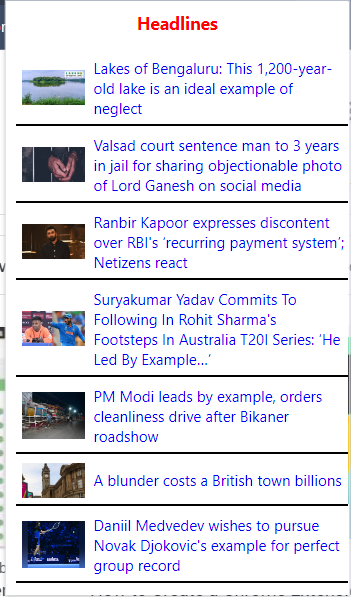 Headlines
Lakes of Bengaluru: This 1,200-year-
old lake is an ideal example of
neglect
Valsad court sentence man to 3 years
in jail for sharing objectionable photo
of Lord Ganesh on social media
Ranbir Kapoor expresses discontent
over RBI's ‘recurring payment system’;
Netizens react
Suryakumar Yadav Commits To
Following In Rohit Sharma's
Footsteps In Australia T20I Series: ‘He
Led By Example...’
PM Modi leads by example, orders
cleanliness drive after Bikaner
roadshow
A blunder costs a British town billions
Daniil Medvedev wishes to pursue
Novak Djokovic's example for perfect
group record